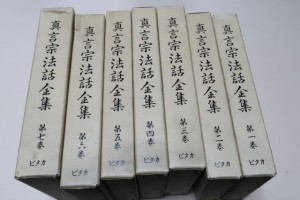 真言宗法話全集 第一巻 ピタカ
真言宗法話全集 第二巻 ピタカ
真言宗法話全集 第三巻 ピタカ
真言宗法話全集 第四巻 ピタカ
真言宗法話全集 第五巻 ピタカ
真言宗法話全集 第六巻 ピタカ
真言宗法話全集 第七巻 ピタカ